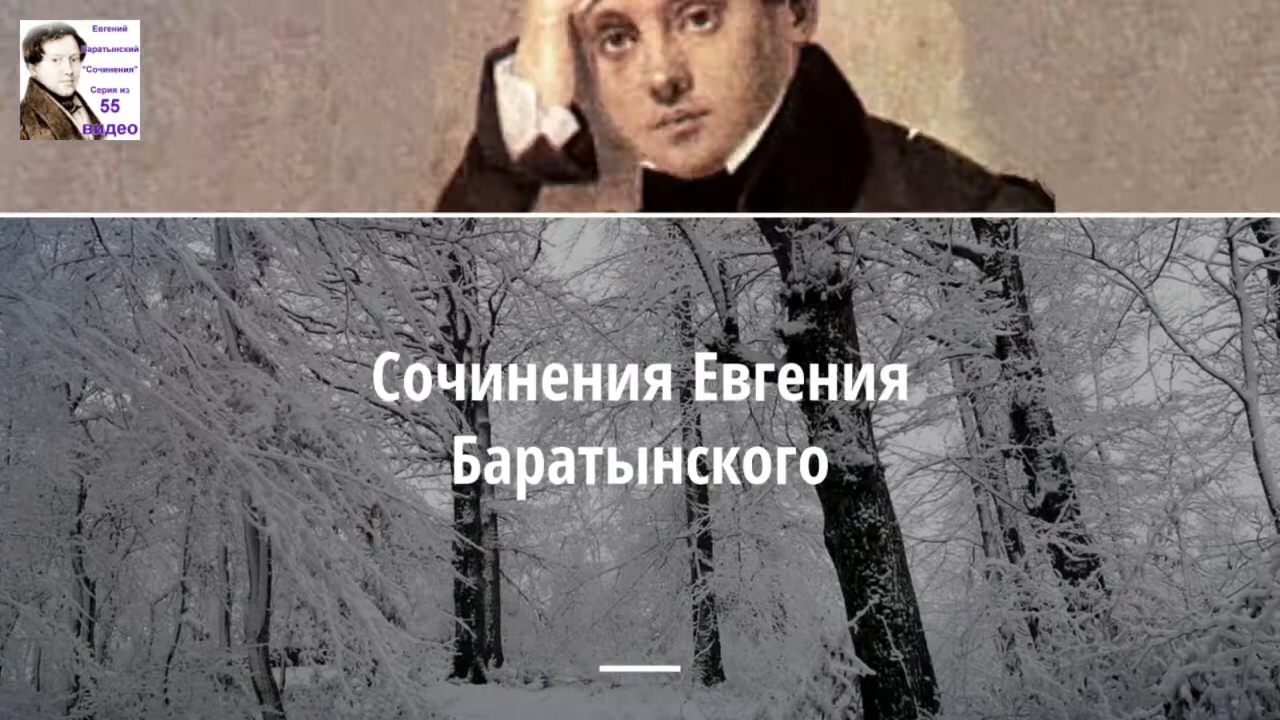 Евгений
Баратынский
"Сочинения"
Серия из
55
видео
Сочинения Евгения
Баратынского